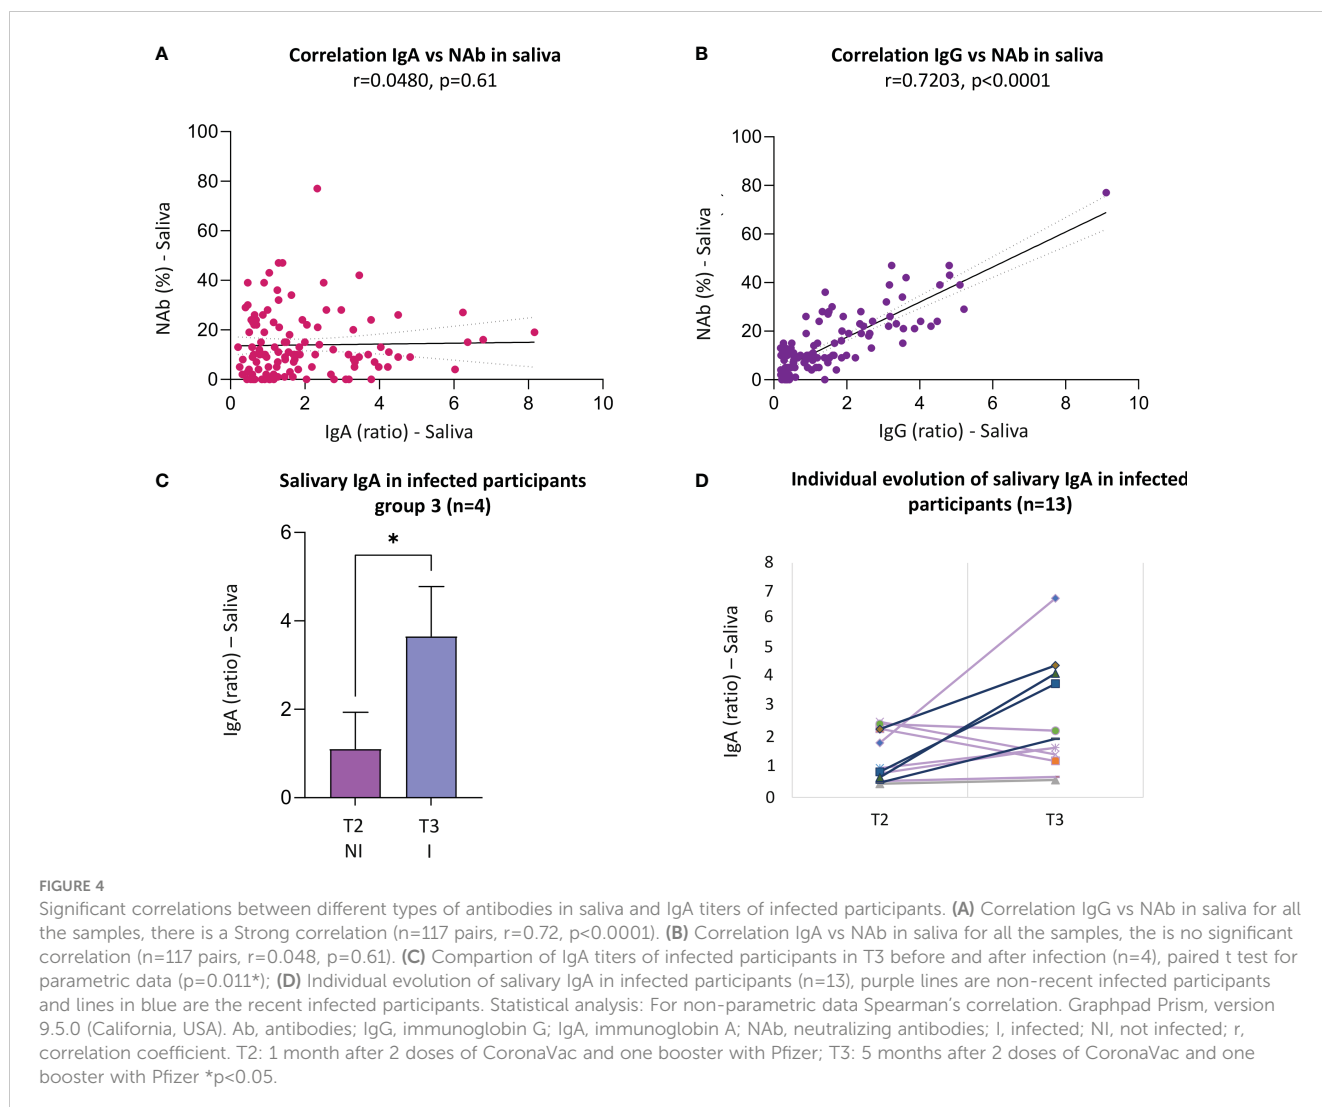 A
Correlation IgA vs NAb in saliva
r=0.0480, p=0.61
NAb (%) - Saliva
100
80
60
40
20
0
0 2 4 6 8 10
IgA (ratio) - Saliva
B
Correlation IgG vs NAb in saliva
r=0.7203, p<0.0001
NAb (%) - Saliva
100
80
60
40
20
0
0 2 4 6 8 10
IgG (ratio) - Saliva
C
Salivary IgA in infected participants
group 3 (n=4)
IgA (ratio) – Saliva
6
4
2
0
*
T2 T3
NI I
D
Individual evolution of salivary IgA in infected
participants (n=13)
IgA (ratio) – Saliva
8
7
6
5
4
3
2
1
0
T2 T3
FIGURE 4
Significant correlations between different types of antibodies in saliva and IgA titers of infected participants. (A) Correlation IgG vs NAb in saliva for all
the samples, there is a Strong correlation (n=117 pairs, r=0.72, p<0.0001). (B) Correlation IgA vs NAb in saliva for all the samples, the is no significant
correlation (n=117 pairs, r=0.048, p=0.61). (C) Compartion of IgA titers of infected participants in T3 before and after infection (n=4), paired t test for
parametric data (p=0.011*); (D) Individual evolution of salivary IgA in infected participants (n=13), purple lines are non-recent infected participants
and lines in blue are the recent infected participants. Statistical analysis: For non-parametric data Spearman’s correlation. Graphpad Prism, version
9.5.0 (California, USA). Ab, antibodies; IgG, immunoglobin G; IgA, immunoglobin A; NAb, neutralizing antibodies; I, infected; NI, not infected; r,
correlation coefficient. T2: 1 month after 2 doses of CoronaVac and one booster with Pfizer; T3: 5 months after 2 doses of CoronaVac and one
booster with Pfizer *p<0.05.